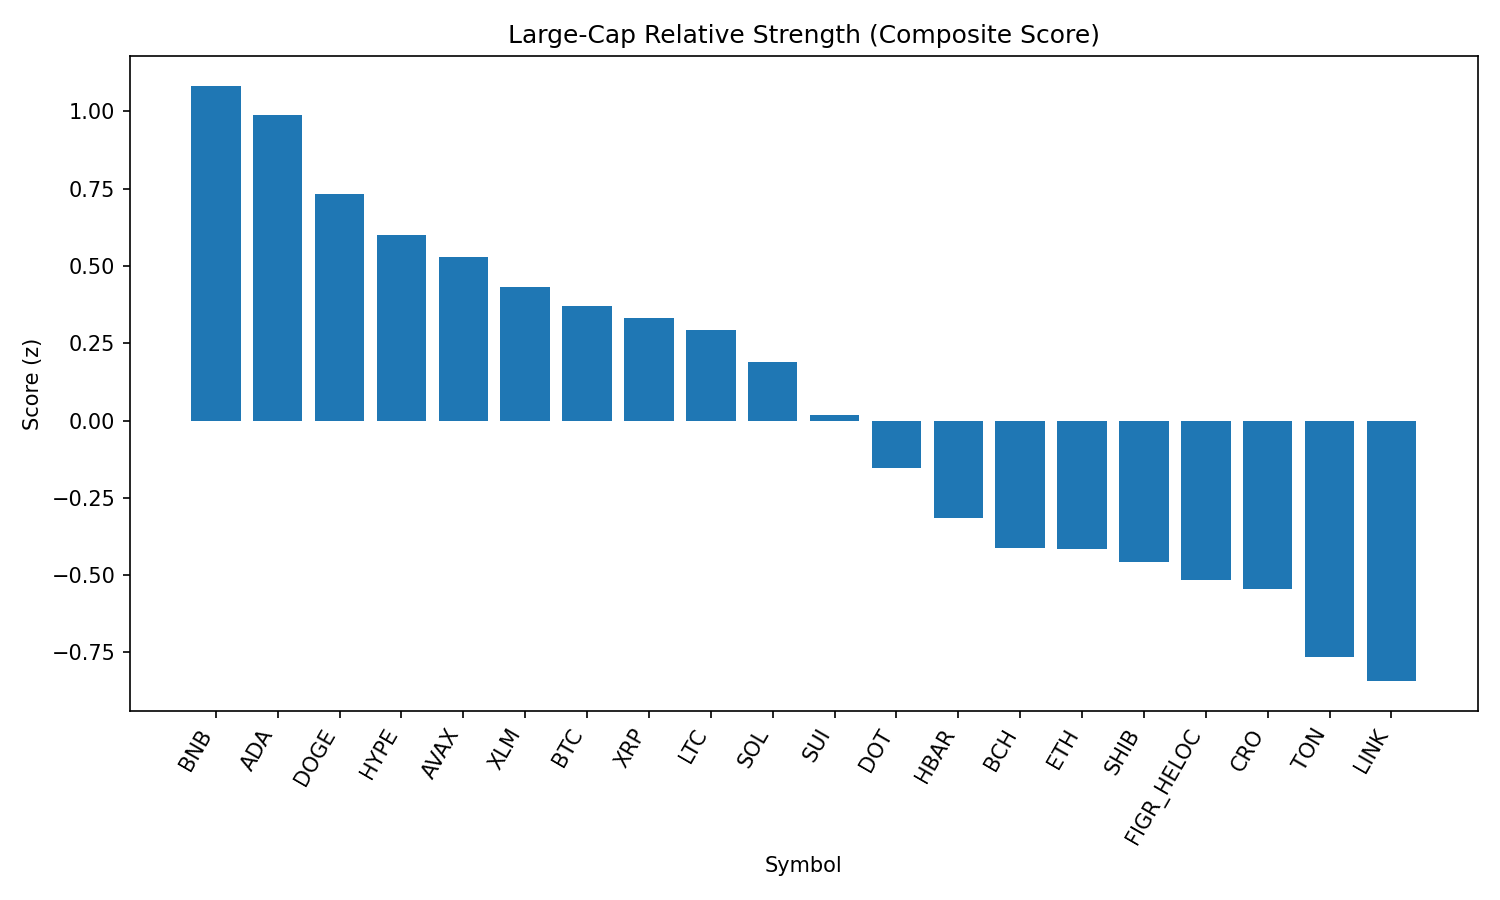 Large-Cap Relative Strength (Composite Score)
1.00
0.75
0.50
0.25
0.00
−0.25
−0.50
−0.75
Score (z)
BNB
ADA
DOGE
HYPE
AVAX
XLM
BTC
XRP
LTC
SOL
SUI
DOT
HBAR
BCH
ETH
SHIB
FIGR_HELOC
CRO
TON
LINK
Symbol